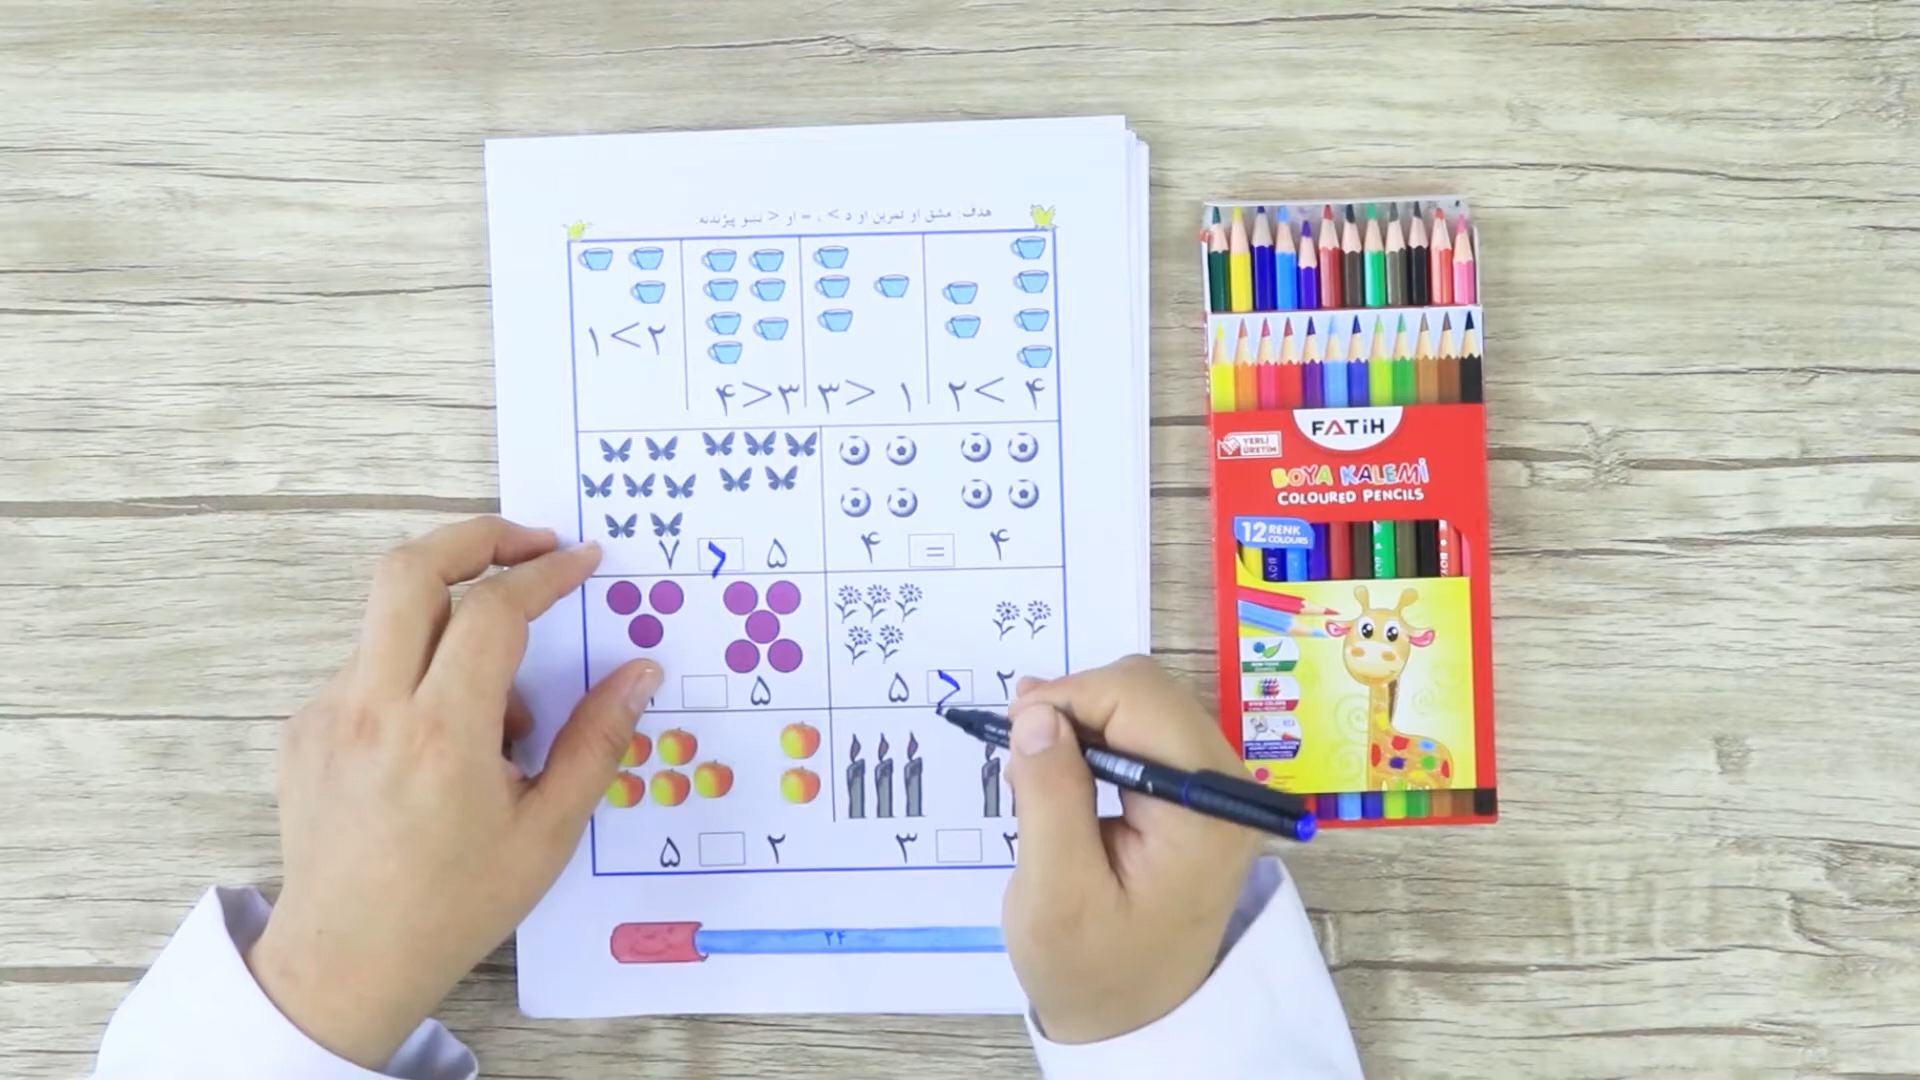 هدف: مشق او تمرین او د > ، = او < نښو پېژندنه.
۱ < ۲
۴ > ۳
۳ > ۱
۲ < ۴
۷ > ۵
۴ = ۴
۵
۵ > ۲
۵ ۲
۳
۲۴
FATiH
YERLİ
ÜRETİM
BOYA KALEMİ
COLOURED PENCILS
12 RENK
COLOURS